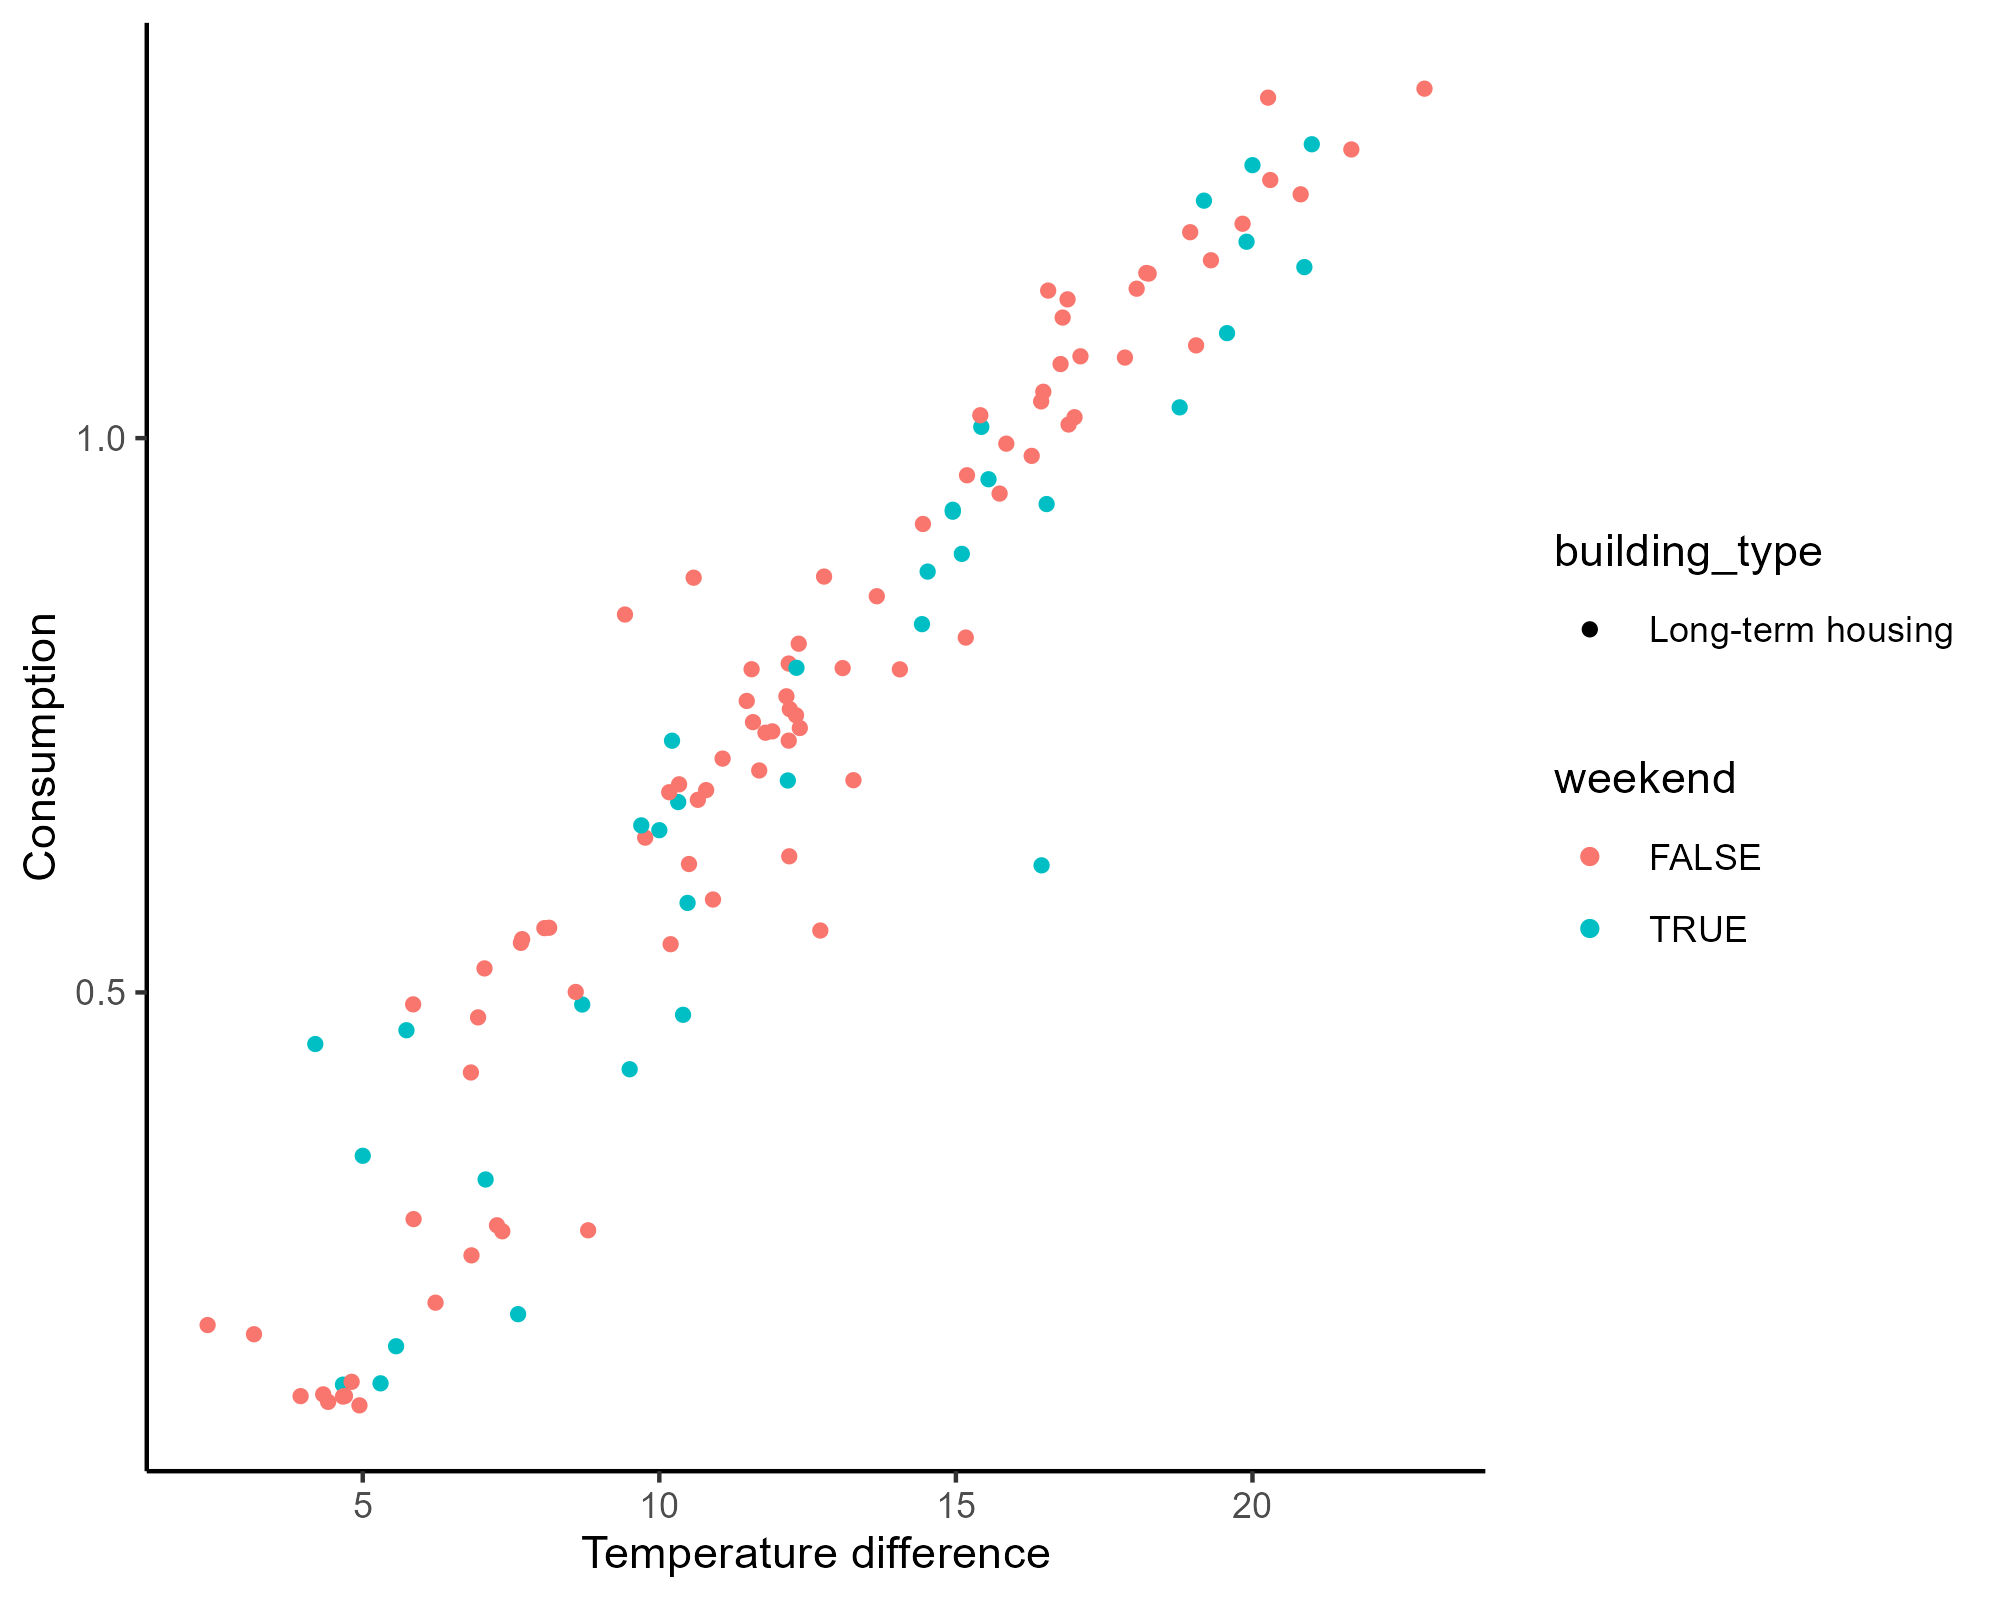 1.0
0.5
Consumption
5 10 15 20
Temperature difference
building_type
Long-term housing
weekend
FALSE
TRUE